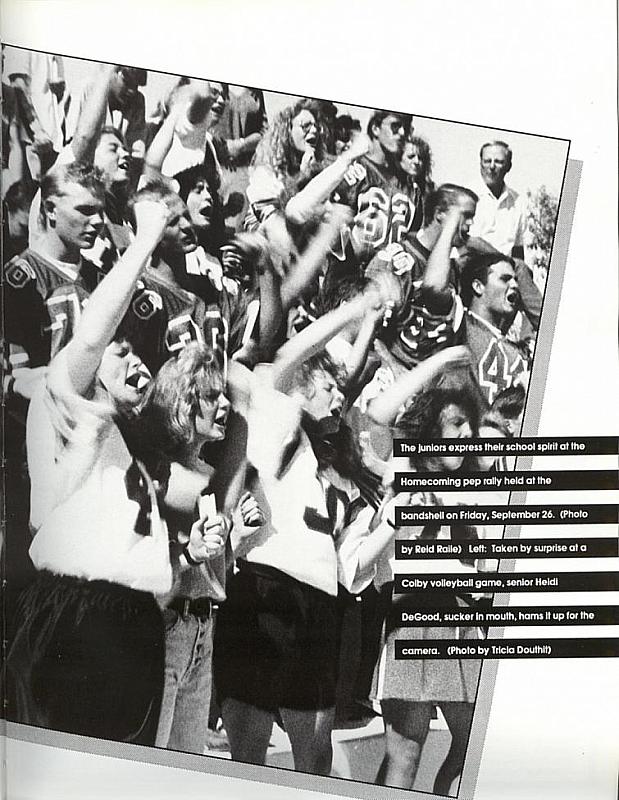 62
44
The juniors express their school spirit at the
Homecoming pep rally held at the
bandshell on Friday, September 26. (Photo
by Reid Raile) Left: Taken by surprise at a
Colby volleyball game, senior Heidi
DeGood, sucker in mouth, hams it up for the
camera. (Photo by Tricia Douthit)